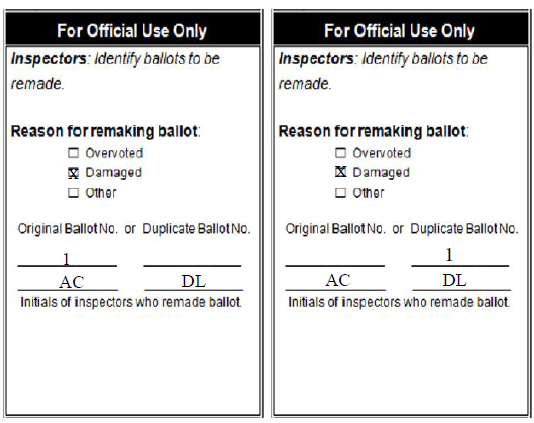 For Official Use Only
Inspectors: Identify ballots to be
remade.
Reason for remaking ballot:
☐ Overvoted
☒ Damaged
☐ Other
Original Ballot No. or Duplicate Ballot No.
1
AC DL
Initials of inspectors who remade ballot.
For Official Use Only
Inspectors: Identify ballots to be
remade.
Reason for remaking ballot:
☐ Overvoted
☒ Damaged
☐ Other
Original Ballot No. or Duplicate Ballot No.
1
AC DL
Initials of inspectors who remade ballot.